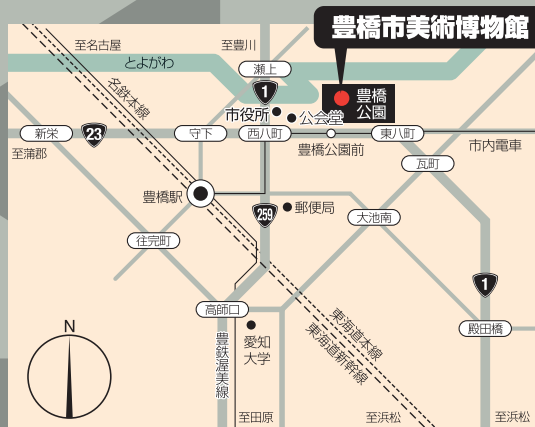 豊橋市美術博物館
至名古屋
至豊川
とよがわ
瀬上
名鉄本線
1
豊橋
公園
市役所
公会堂
新栄
23
守下
西八町
東八町
至蒲郡
豊橋公園前
市内電車
瓦町
豊橋駅
259
郵便局
大池南
往完町
1
高師口
殿田橋
愛知
大学
東海道本線
東海道新幹線
豊鉄渥美線
N
至田原
至浜松
至浜松